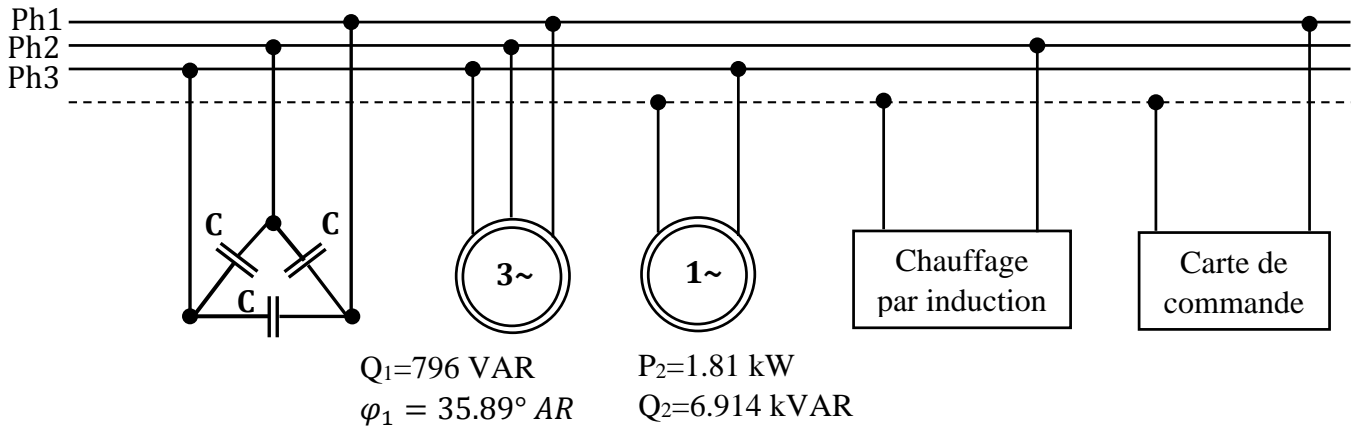 Ph1
Ph2
Ph3
C
C
C
3~
1~
Chauffage
par induction
Carte de
commande
Q₁=796 VAR
φ₁ = 35.89° AR
P₂=1.81 kW
Q₂=6.914 kVAR